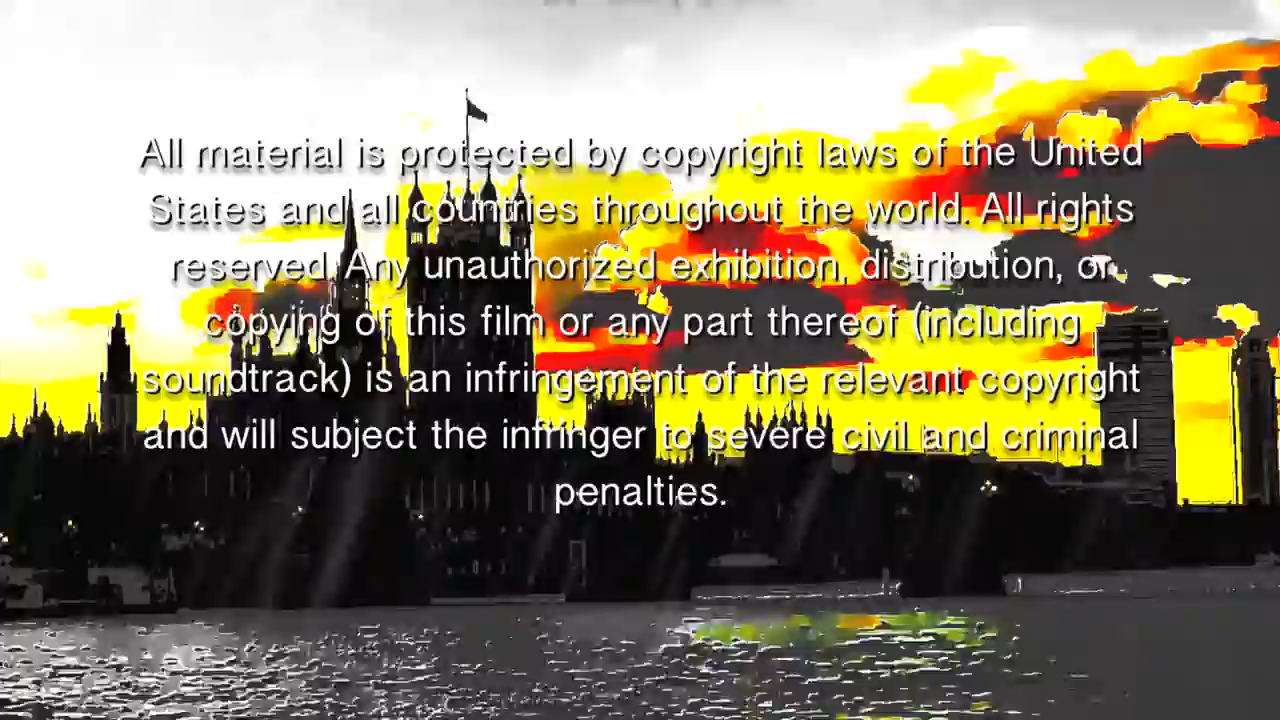 All material is protected by copyright laws of the United
States and all countries throughout the world. All rights
reserved. Any unauthorized exhibition, distribution, or
copying of this film or any part thereof (including
soundtrack) is an infringement of the relevant copyright
and will subject the infringer to severe civil and criminal
penalties.